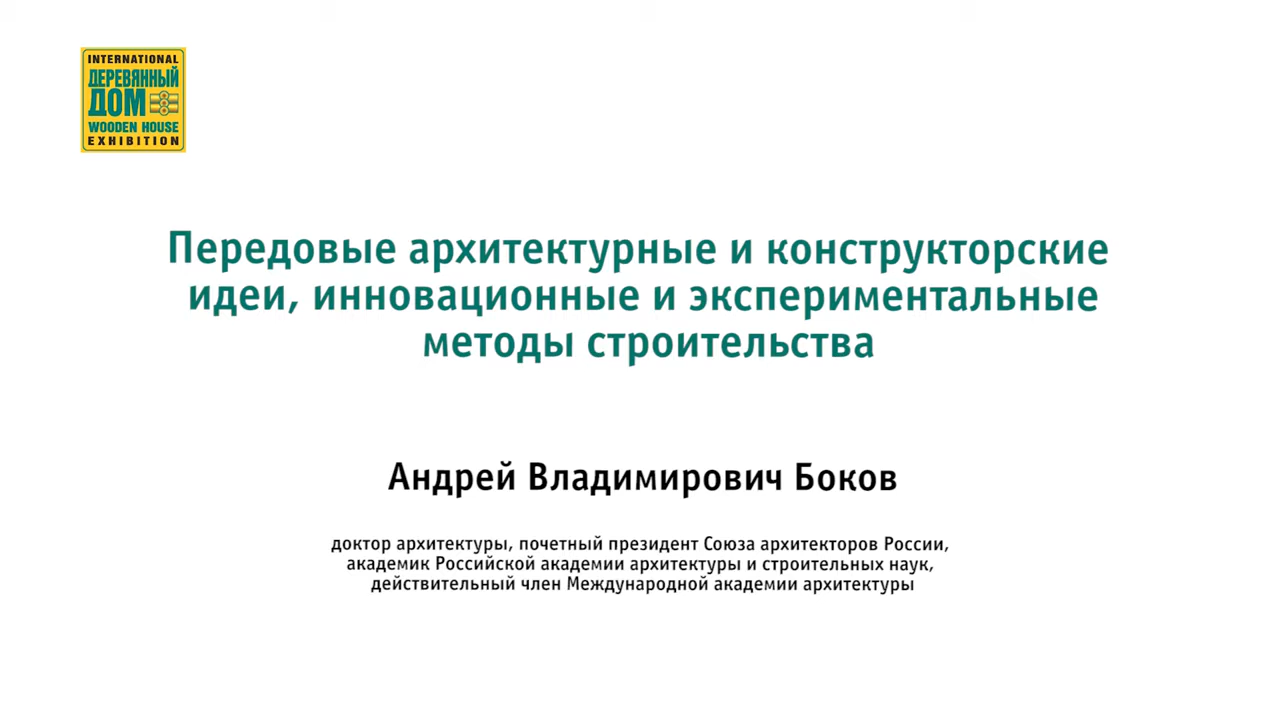 INTERNATIONAL
ДЕРЕВЯННЫЙ
ДОМ
WOODEN HOUSE
EXHIBITION
Передовые архитектурные и конструкторские
идеи, инновационные и экспериментальные
методы строительства
Андрей Владимирович Боков
доктор архитектуры, почетный президент Союза архитекторов России,
академик Российской академии архитектуры и строительных наук,
действительный член Международной академии архитектуры